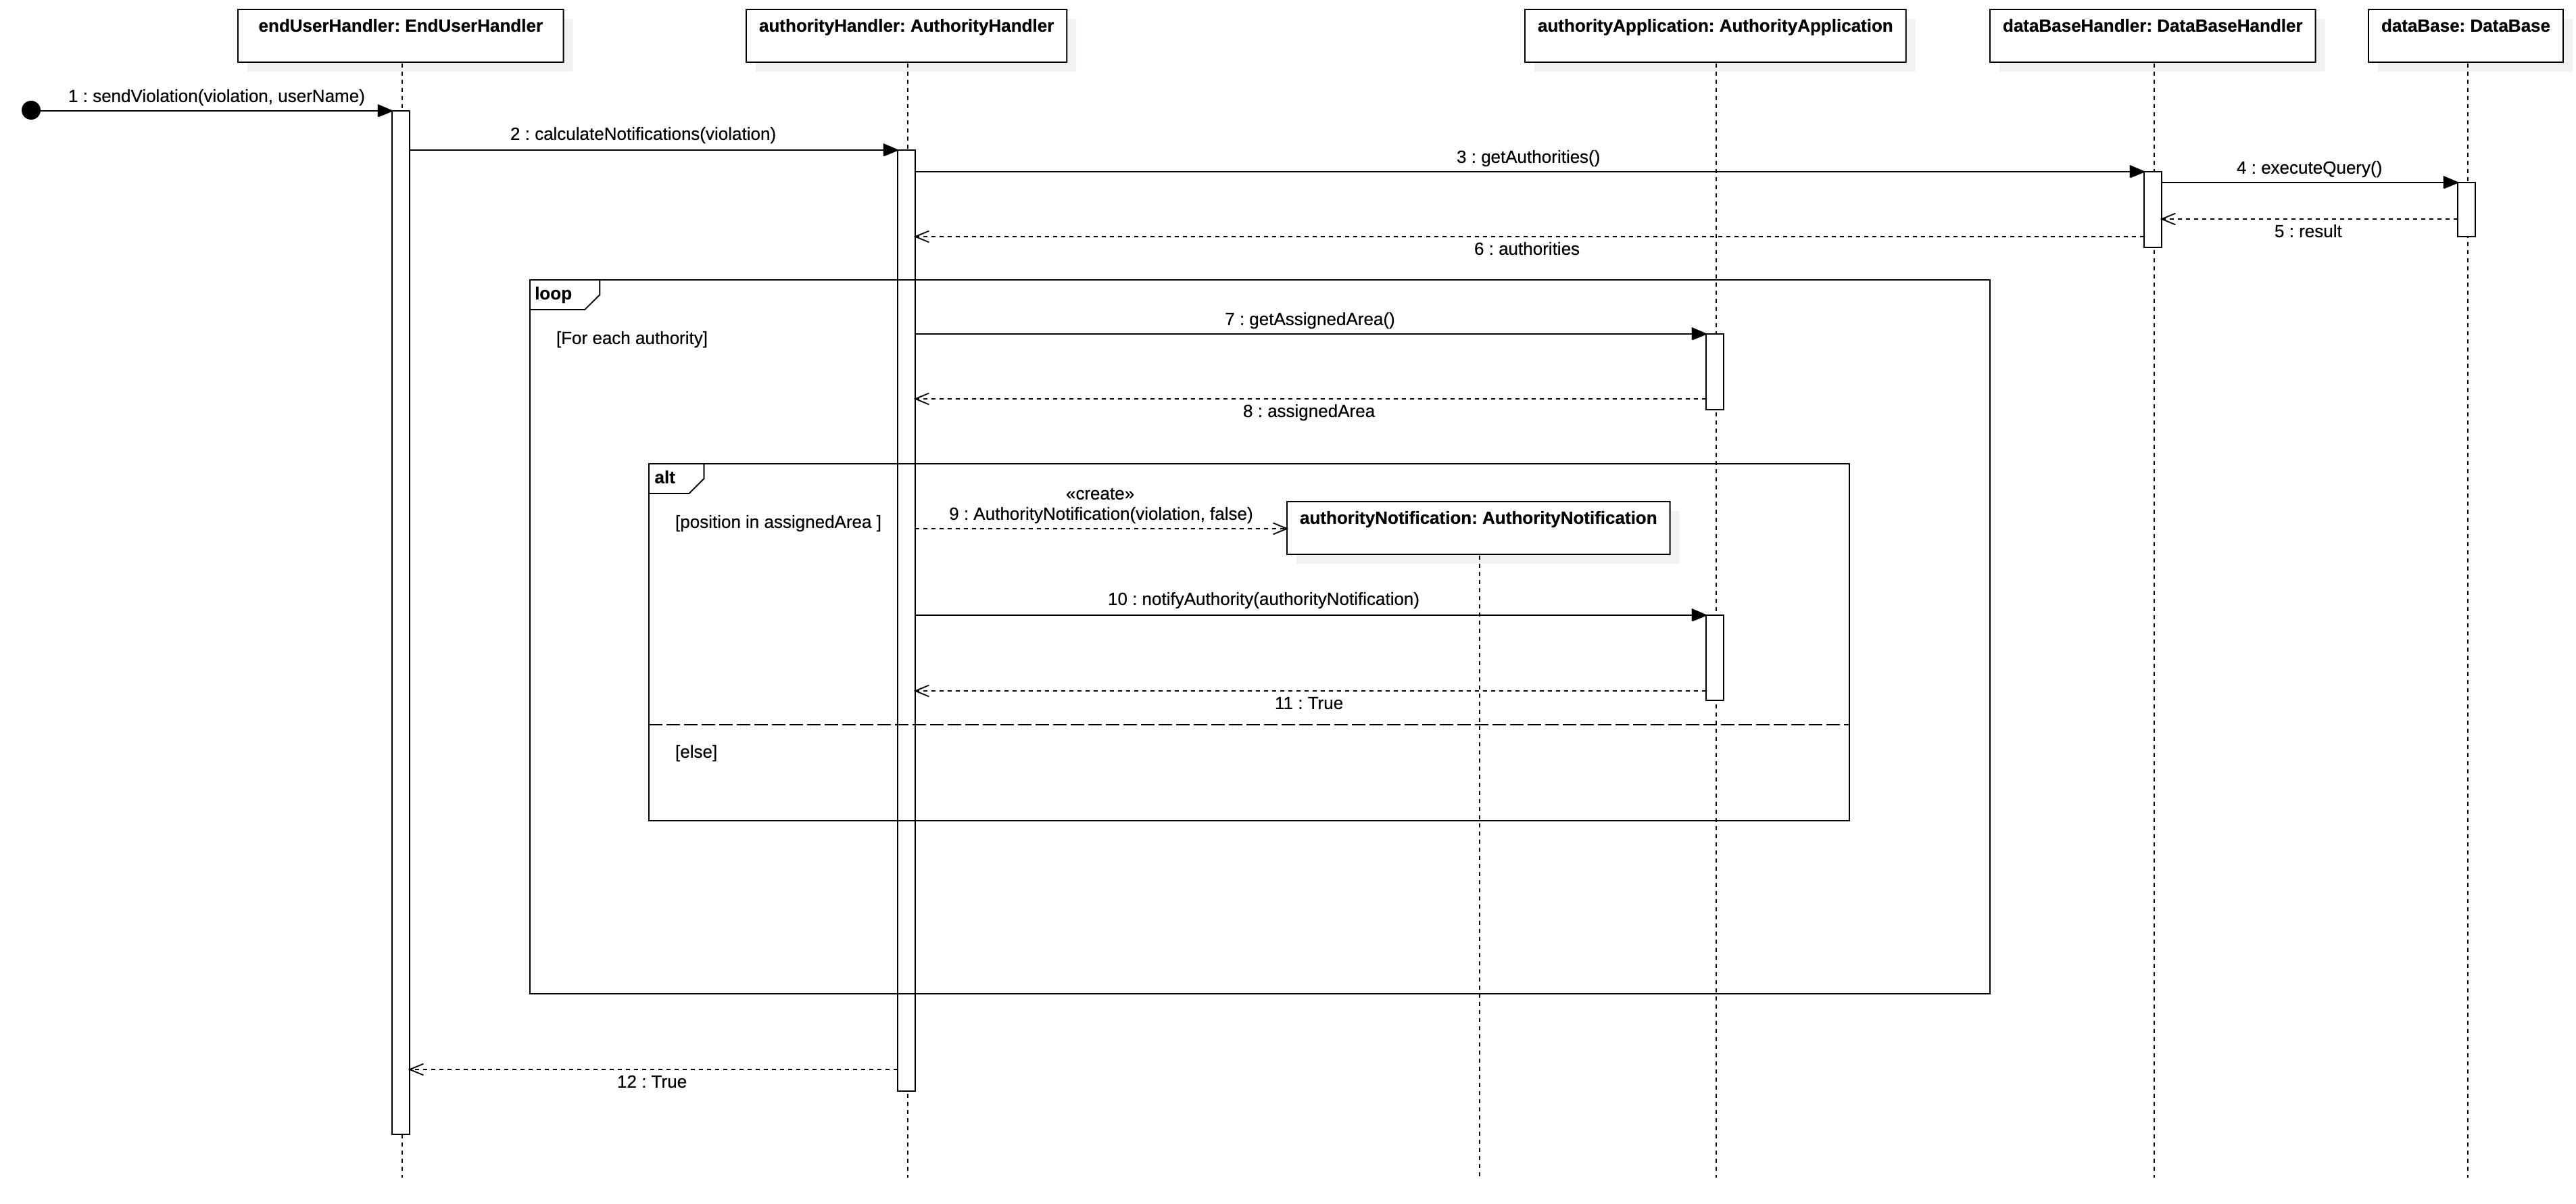 endUserHandler: EndUserHandler
authorityHandler: AuthorityHandler
authorityApplication: AuthorityApplication
dataBaseHandler: DataBaseHandler
dataBase: DataBase
1 : sendViolation(violation, userName)
2 : calculateNotifications(violation)
3 : getAuthorities()
4 : executeQuery()
5 : result
6 : authorities
loop
[For each authority]
7 : getAssignedArea()
8 : assignedArea
alt
[position in assignedArea ]
«create»
9 : AuthorityNotification(violation, false)
authorityNotification: AuthorityNotification
10 : notifyAuthority(authorityNotification)
11 : True
[else]
12 : True